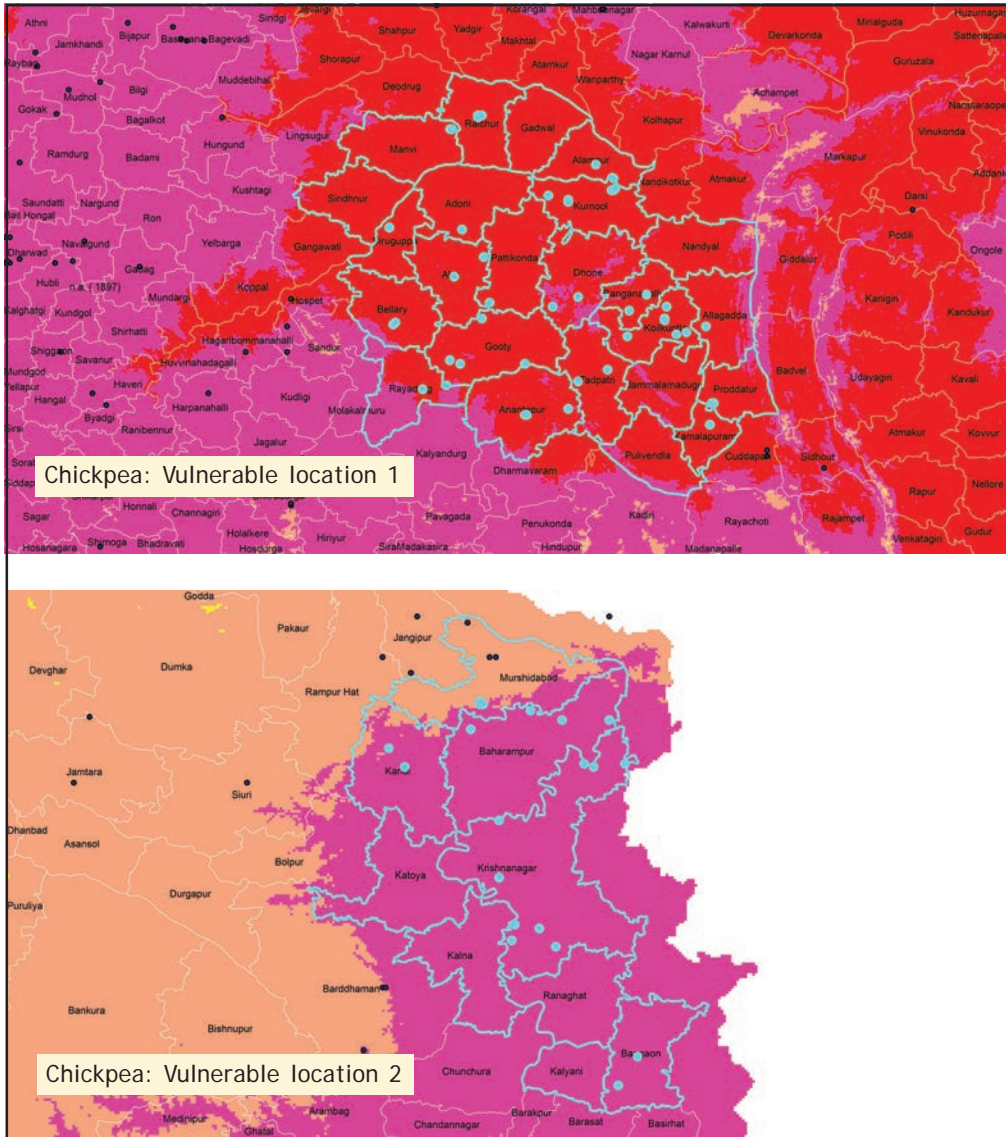 Athni
Bijapur
Sindgi
Jevargi
Shahpur
Yadgir
Korangal
Makhtal
Kalwakurti
Devarkonda
Mirialguda
Huzurnagar
Jamkhandi
Bagevadi
Shorapur
Atamkur
Wanparthy
Nagar Karnul
Guruzala
Sattenapalle
Raybag
Mudhol
Bilgi
Muddebihal
Deodrug
Achampet
Gokak
Bagalkot
Lingsugur
Raichur
Gadwal
Kolhapur
Narasaraopet
Vinukonda
Ramdurg
Badami
Hungund
Manvi
Alampur
Nandikotkur
Atmakur
Markapur
Addanki
Kushtagi
Sindhnur
Adoni
Kurnool
Darsi
Saundatti
Nargund
Ron
Podili
Ongole
Dharwad
Navalgund
Yelbarga
Gangawati
Siruguppa
Pattikonda
Dhone
Nandyal
Giddalur
Hubli
Gadag
n.a. ( 1897)
Koppal
Kanigiri
Kalghatgi
Kundgol
Mundargi
Hospet
Allagadda
Kandukur
Shirhatti
Bellary
Koilkuntla
Shiggaon
Savanur
Hagaribommanahalli
Sandur
Gooty
Mundgod
Huvvinahadagalli
Badvel
Udayagiri
Kavali
Yellapur
Hangal
Haveri
Harpanahalli
Kudligi
Rayadrug
Tadpatri
Jammalamadugu
Proddatur
Byadgi
Molakalmuru
Anantapur
Kamalapuram
Atmakur
Kovvur
Sirsi
Ranibennur
Jagalur
Kalyandurg
Dharmavaram
Pulivendla
Cuddapah
Sidhout
Nellore
Chickpea: Vulnerable location 1
Rapur
Honnali
Channagiri
Pavagada
Penukonda
Kadiri
Rayachoti
Rajampet
Sagar
Holalkere
Hiriyur
Sira
Madakasira
Hindupur
Madanapalle
Venkatagiri
Gudur
Hosanagara
Shimoga
Bhadravati
Hosdurga
Godda
Pakaur
Jangipur
Devghar
Dumka
Rampur Hat
Murshidabad
Baharampur
Jamtara
Siuri
Kandi
Dhanbad
Asansol
Bolpur
Katoya
Krishnanagar
Durgapur
Puruliya
Kalna
Barddhaman
Ranaghat
Bankura
Bishnupur
Bangaon
Chickpea: Vulnerable location 2
Chunchura
Kalyani
Medinipur
Ghatal
Arambag
Chandannagar
Barakpur
Barasat
Basirhat